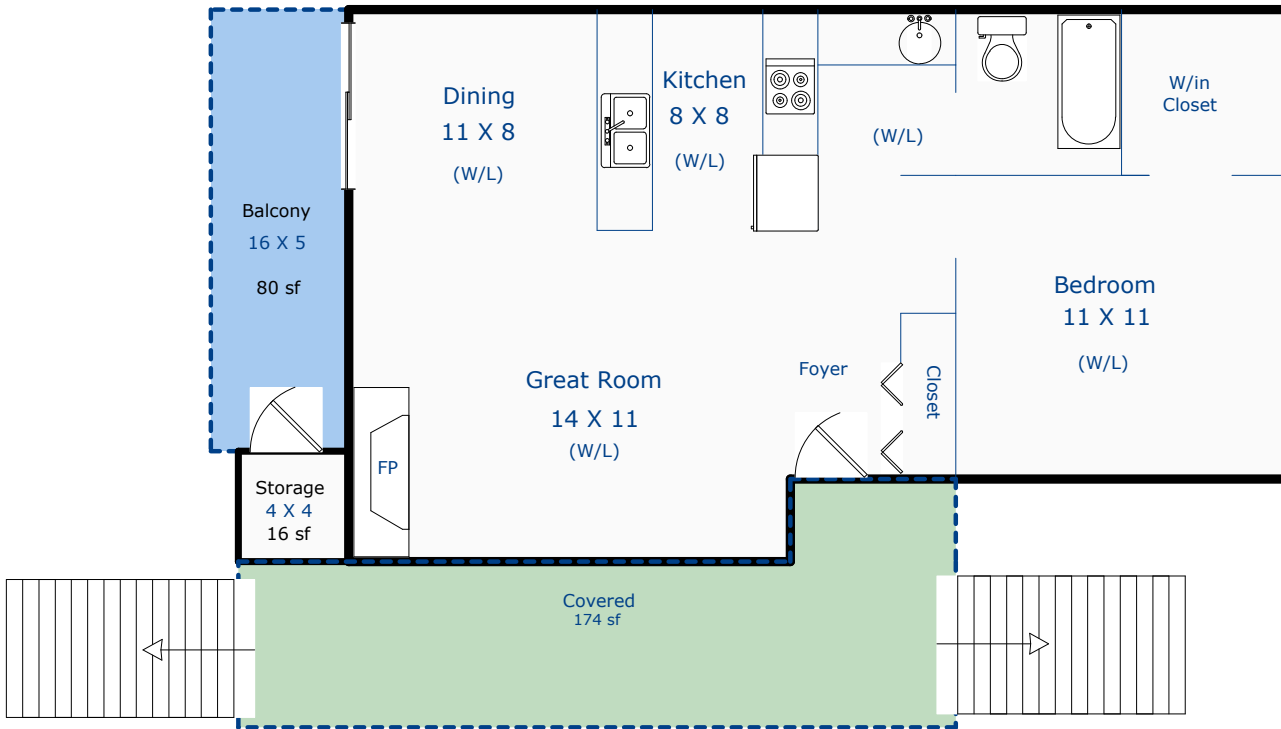 Dining
11 X 8
(W/L)
Kitchen
8 X 8
(W/L)
(W/L)
W/in
Closet
Balcony
16 X 5
80 sf
Bedroom
11 X 11
(W/L)
Great Room
14 X 11
(W/L)
Foyer
Closet
FP
Storage
4 X 4
16 sf
Covered
174 sf